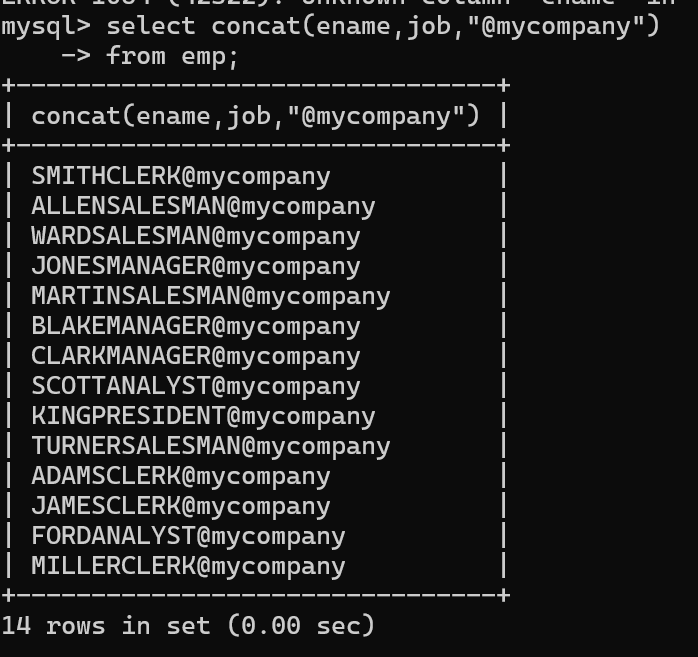 mysql> select concat(ename,job,"@mycompany")
    -> from emp;
+--------------------------------+
| concat(ename,job,"@mycompany") |
+--------------------------------+
| SMITHCLERK@mycompany           |
| ALLENSALESMAN@mycompany        |
| WARDSALESMAN@mycompany         |
| JONESMANAGER@mycompany         |
| MARTINSALESMAN@mycompany       |
| BLAKEMANAGER@mycompany         |
| CLARKMANAGER@mycompany         |
| SCOTTANALYST@mycompany         |
| KINGPRESIDENT@mycompany        |
| TURNERSALESMAN@mycompany       |
| ADAMSCLERK@mycompany           |
| JAMESCLERK@mycompany           |
| FORDANALYST@mycompany          |
| MILLERCLERK@mycompany          |
+--------------------------------+
14 rows in set (0.00 sec)